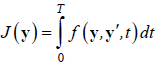 J(y) = ∫₀ᵀ f(y, y′, t) dt